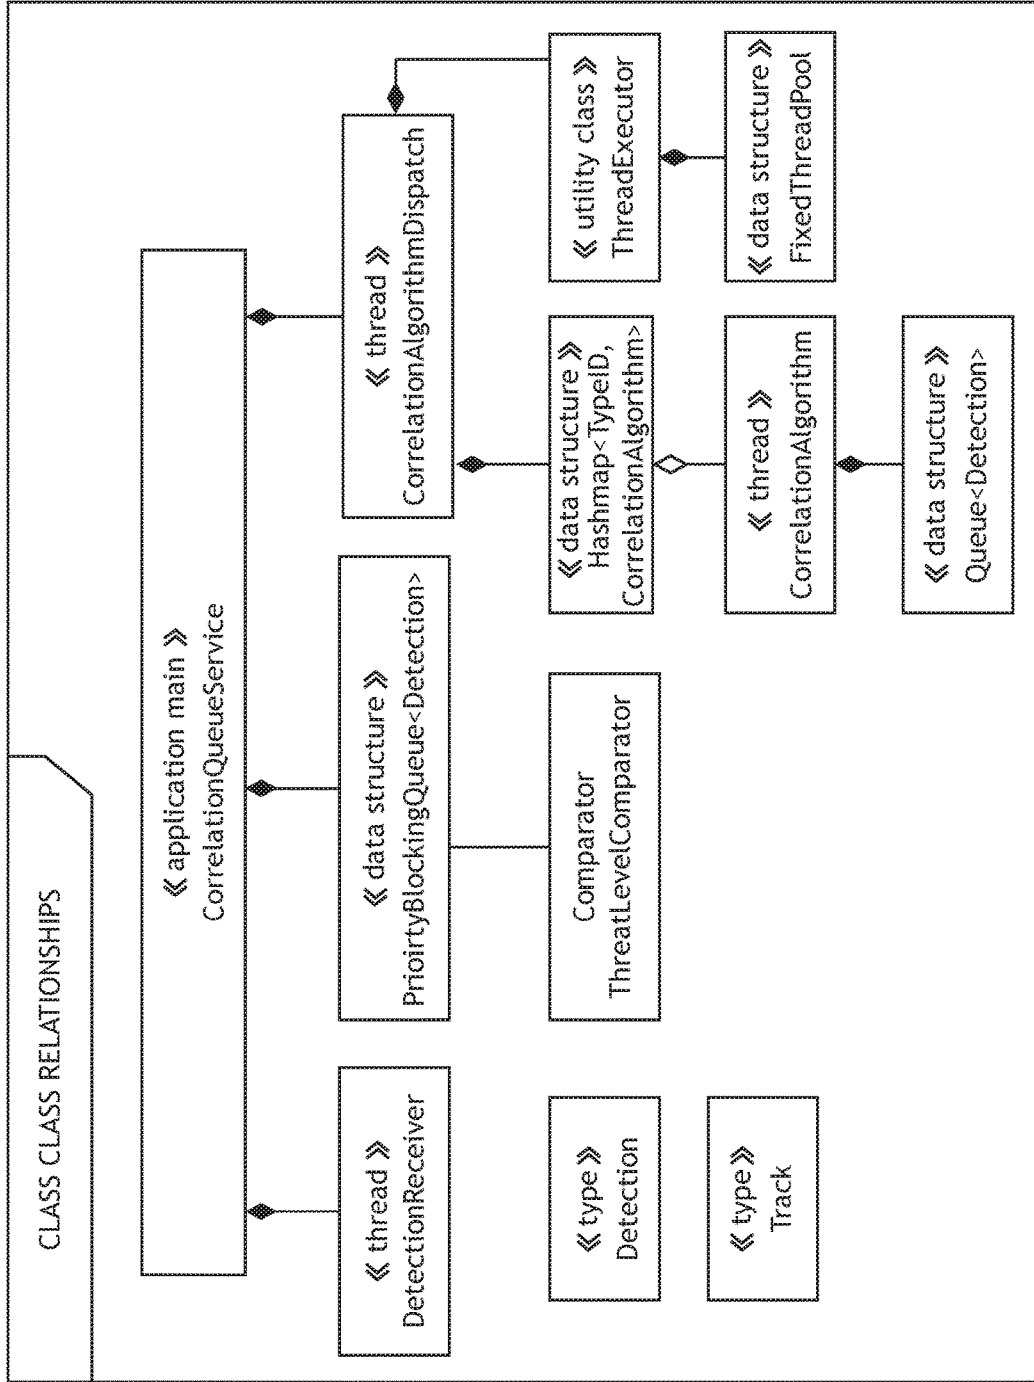 CLASS CLASS RELATIONSHIPS
≪ application main ≫
CorrelationQueueService
≪ thread ≫
DetectionReceiver
≪ data structure ≫
PrioirtyBlockingQueue<Detection>
≪ thread ≫
CorrelationAlgorithmDispatch
≪ type ≫
Detection
Comparator
ThreatLevelComparator
≪ data structure ≫
Hashmap<TypeID,
CorrelationAlgorithm>
≪ utility class ≫
ThreadExecutor
≪ type ≫
Track
≪ thread ≫
CorrelationAlgorithm
≪ data structure ≫
FixedThreadPool
≪ data structure ≫
Queue<Detection>